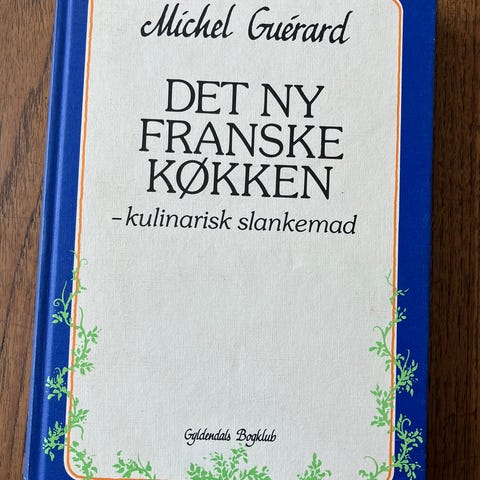 Michel Guérard
DET NY
FRANSKE
KØKKEN
– kulinarisk slankemad
Gyldendals Bogklub